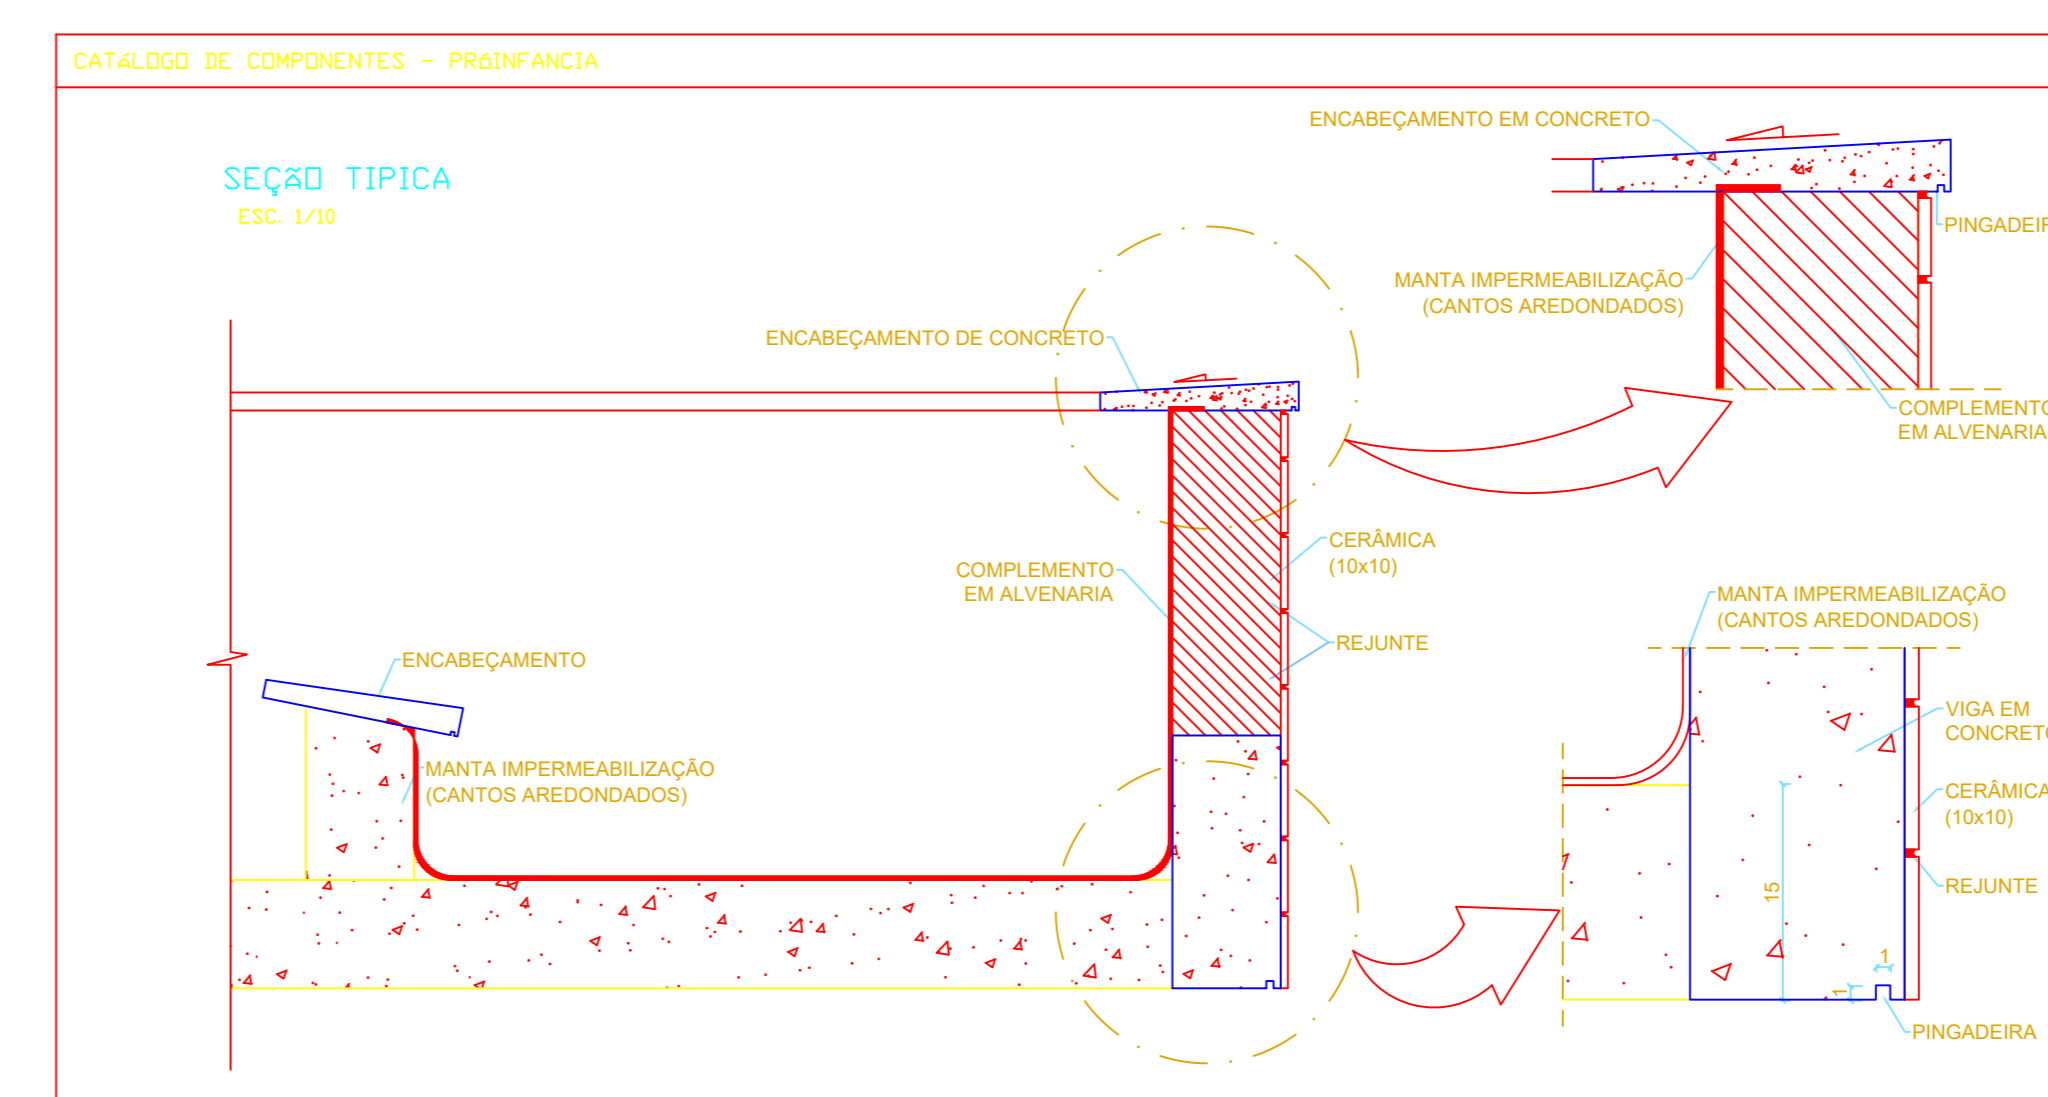 CATáLOGO DE COMPONENTES - PRóINFANCIA
SEÇãO TIPICA
ESC. 1/10
ENCABEÇAMENTO EM CONCRETO
MANTA IMPERMEABILIZAÇÃO
(CANTOS AREDONDADOS)
COMPLEMENTO
EM ALVENARIA
ENCABEÇAMENTO DE CONCRETO
COMPLEMENTO
EM ALVENARIA
CERÂMICA
(10x10)
REJUNTE
ENCABEÇAMENTO
MANTA IMPERMEABILIZAÇÃO
(CANTOS AREDONDADOS)
MANTA IMPERMEABILIZAÇÃO
(CANTOS AREDONDADOS)
VIGA EM
CONCRETO
CERÂMICA
(10x10)
REJUNTE
15
1
1
PINGADEIRA